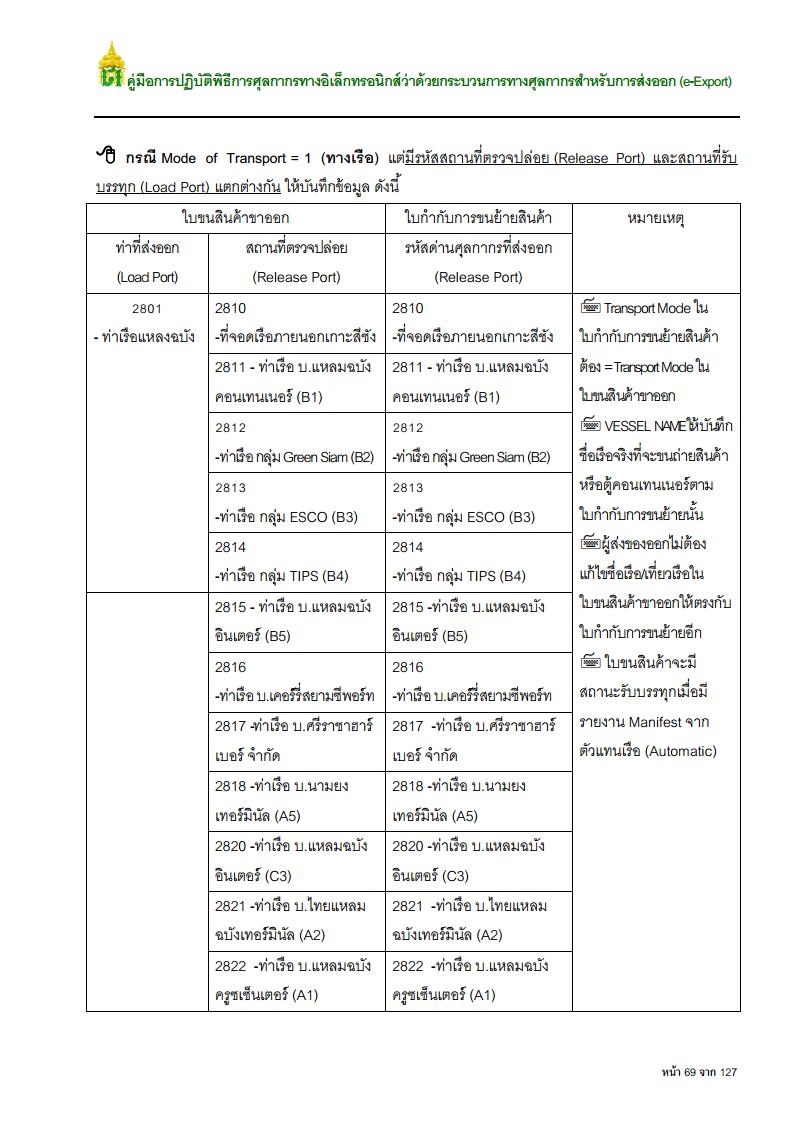 คู่มือการปฏิบัติพิธีการศุลกากรทางอิเล็กทรอนิกส์ว่าด้วยกระบวนการทางศุลกากรสำหรับการส่งออก (e-Export)
กรณี Mode of Transport = 1 (ทางเรือ) แต่มีรหัสสถานที่ตรวจปล่อย (Release Port) และสถานที่รับ
บรรทุก (Load Port) แตกต่างกัน ให้บันทึกข้อมูล ดังนี้
ใบขนสินค้าขาออก
ใบกำกับการขนย้ายสินค้า
หมายเหตุ
ท่าที่ส่งออก
(Load Port)
สถานที่ตรวจปล่อย
(Release Port)
รหัสด่านศุลกากรที่ส่งออก
(Release Port)
2801
- ท่าเรือแหลงฉบัง
2810
-ที่จอดเรือภายนอกเกาะสีชัง
2810
-ที่จอดเรือภายนอกเกาะสีชัง
2811 - ท่าเรือ บ.แหลมฉบัง
คอนเทนเนอร์ (B1)
2811 - ท่าเรือ บ.แหลมฉบัง
คอนเทนเนอร์ (B1)
2812
-ท่าเรือ กลุ่ม Green Siam (B2)
2812
-ท่าเรือ กลุ่ม Green Siam (B2)
2813
-ท่าเรือ กลุ่ม ESCO (B3)
2813
-ท่าเรือ กลุ่ม ESCO (B3)
2814
-ท่าเรือ กลุ่ม TIPS (B4)
2814
-ท่าเรือ กลุ่ม TIPS (B4)
2815 - ท่าเรือ บ.แหลมฉบัง
อินเตอร์ (B5)
2815 -ท่าเรือ บ.แหลมฉบัง
อินเตอร์ (B5)
2816
-ท่าเรือ บ.เคอร์รี่สยามซีพอร์ท
2816
-ท่าเรือ บ.เคอร์รี่สยามซีพอร์ท
2817 -ท่าเรือ บ.ศรีราชาฮาร์
เบอร์ จำกัด
2817 -ท่าเรือ บ.ศรีราชาฮาร์
เบอร์ จำกัด
2818 -ท่าเรือ บ.นามยง
เทอร์มินัล (A5)
2818 -ท่าเรือ บ.นามยง
เทอร์มินัล (A5)
2820 -ท่าเรือ บ.แหลมฉบัง
อินเตอร์ (C3)
2820 -ท่าเรือ บ.แหลมฉบัง
อินเตอร์ (C3)
2821 -ท่าเรือ บ.ไทยแหลม
ฉบังเทอร์มินัล (A2)
2821 -ท่าเรือ บ.ไทยแหลม
ฉบังเทอร์มินัล (A2)
2822 -ท่าเรือ บ.แหลมฉบัง
ครูซเซ็นเตอร์ (A1)
2822 -ท่าเรือ บ.แหลมฉบัง
ครูซเซ็นเตอร์ (A1)
Transport Mode ใน
ใบกำกับการขนย้ายสินค้า
ต้อง =Transport Mode ใน
ใบขนสินค้าขาออก
VESSEL NAMEให้บันทึก
ชื่อเรือจริงที่จะขนถ่ายสินค้า
หรือตู้คอนเทนเนอร์ตาม
ใบกำกับการขนย้ายนั้น
ผู้ส่งของออกไม่ต้อง
แก้ไขชื่อเรือ/เที่ยวเรือใน
ใบขนสินค้าขาออกให้ตรงกับ
ใบกำกับการขนย้ายอีก
ใบขนสินค้าจะมี
สถานะรับบรรทุกเมื่อมี
รายงาน Manifest จาก
ตัวแทนเรือ (Automatic)
หน้า 69 จาก 127